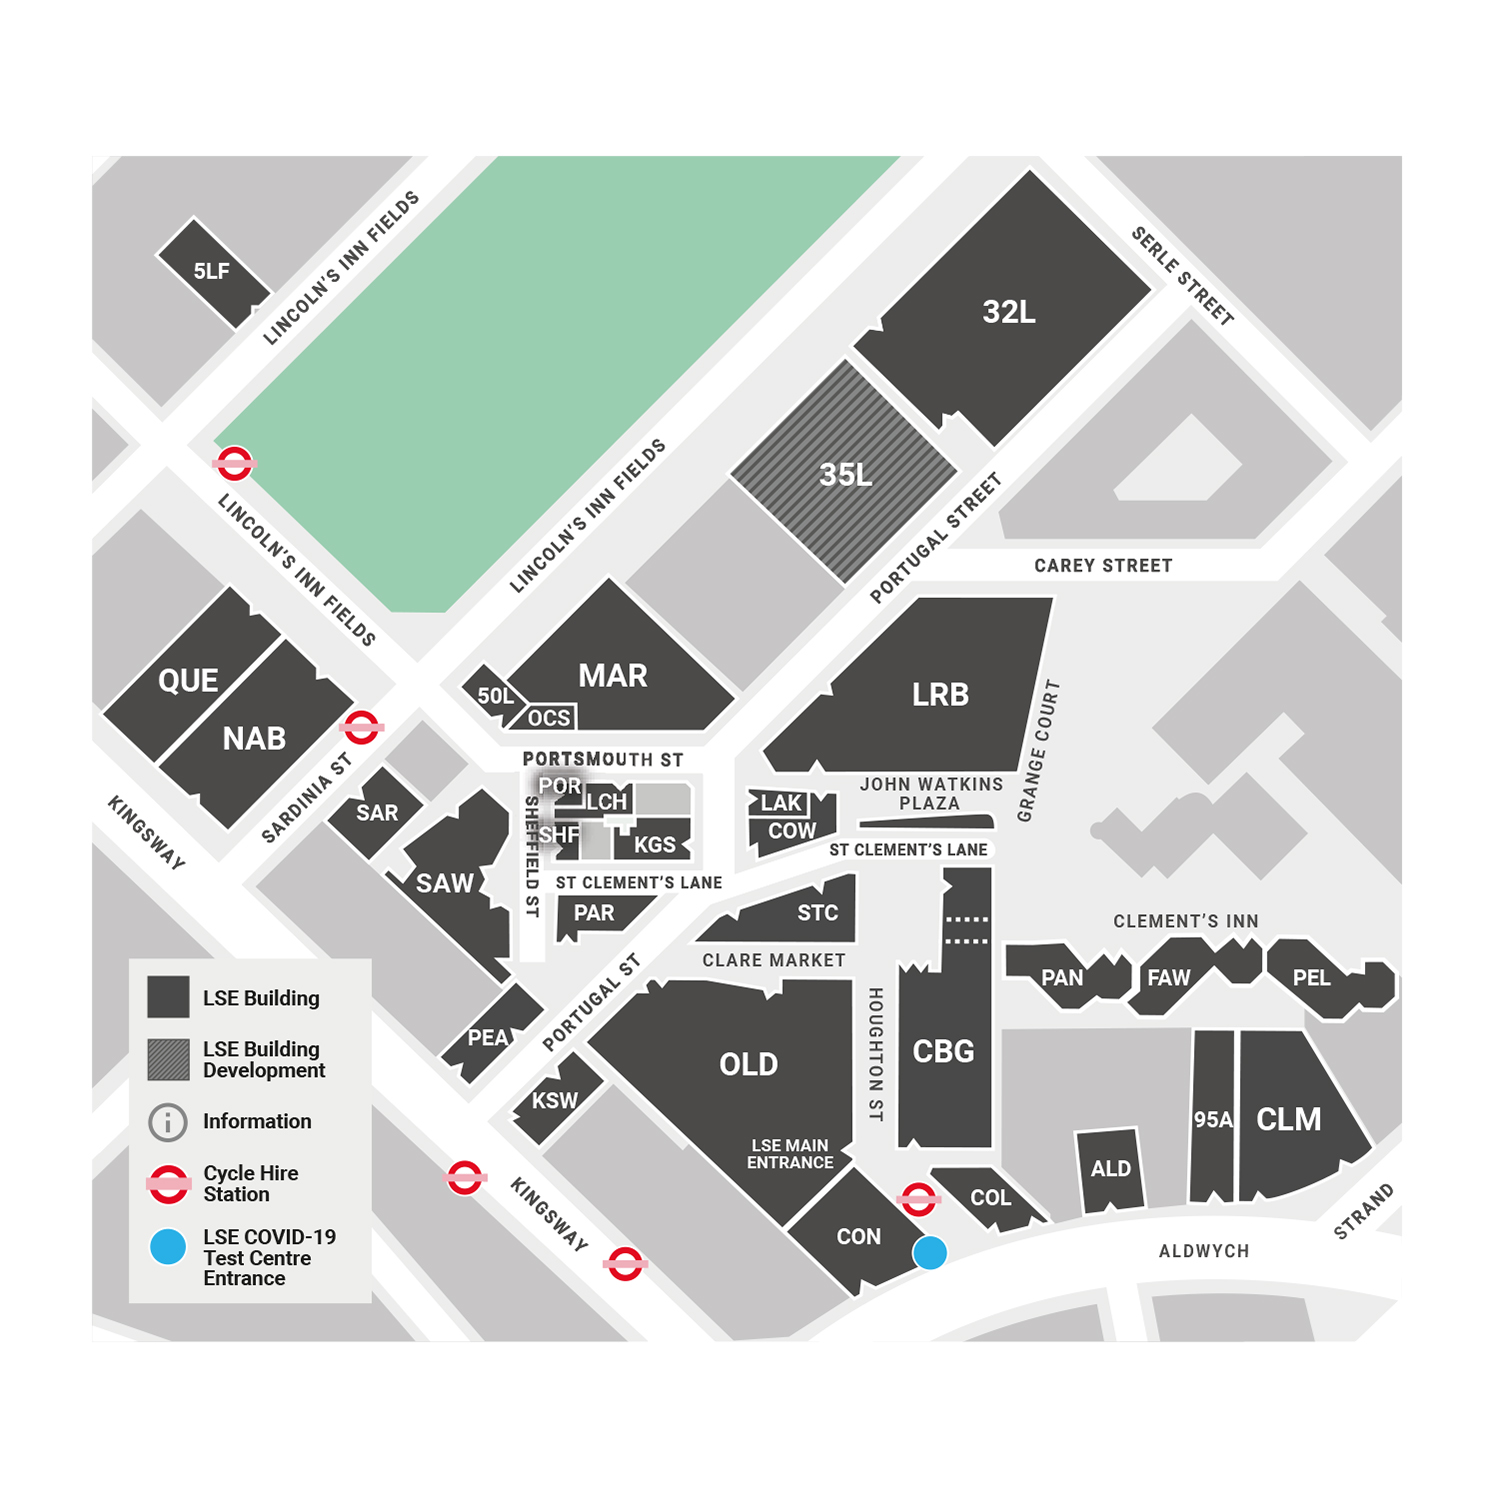 LINCOLN'S INN FIELDS
5LF
SERLE STREET
32L
35L
LINCOLN'S INN FIELDS
LINCOLN'S INN FIELDS
PORTUGAL STREET
CAREY STREET
QUE
NAB
MAR
50L
OCS
LRB
GRANGE COURT
KINGSWAY
SARDINIA ST
PORTSMOUTH ST
JOHN WATKINS
PLAZA
SAR
POR
LCH
SHEFFIELD ST
SHF
KGS
LAK
COW
ST CLEMENT'S LANE
SAW
ST CLEMENT'S LANE
PAR
STC
CLARE MARKET
CLEMENT'S INN
PAN
FAW
PEL
PORTUGAL ST
PEA
KSW
OLD
HOUGHTON ST
CBG
LSE MAIN
ENTRANCE
95A
CLM
ALD
COL
CON
KINGSWAY
ALDWYCH
STRAND
LSE Building
LSE Building
Development
i
Information
Cycle Hire
Station
LSE COVID-19
Test Centre
Entrance